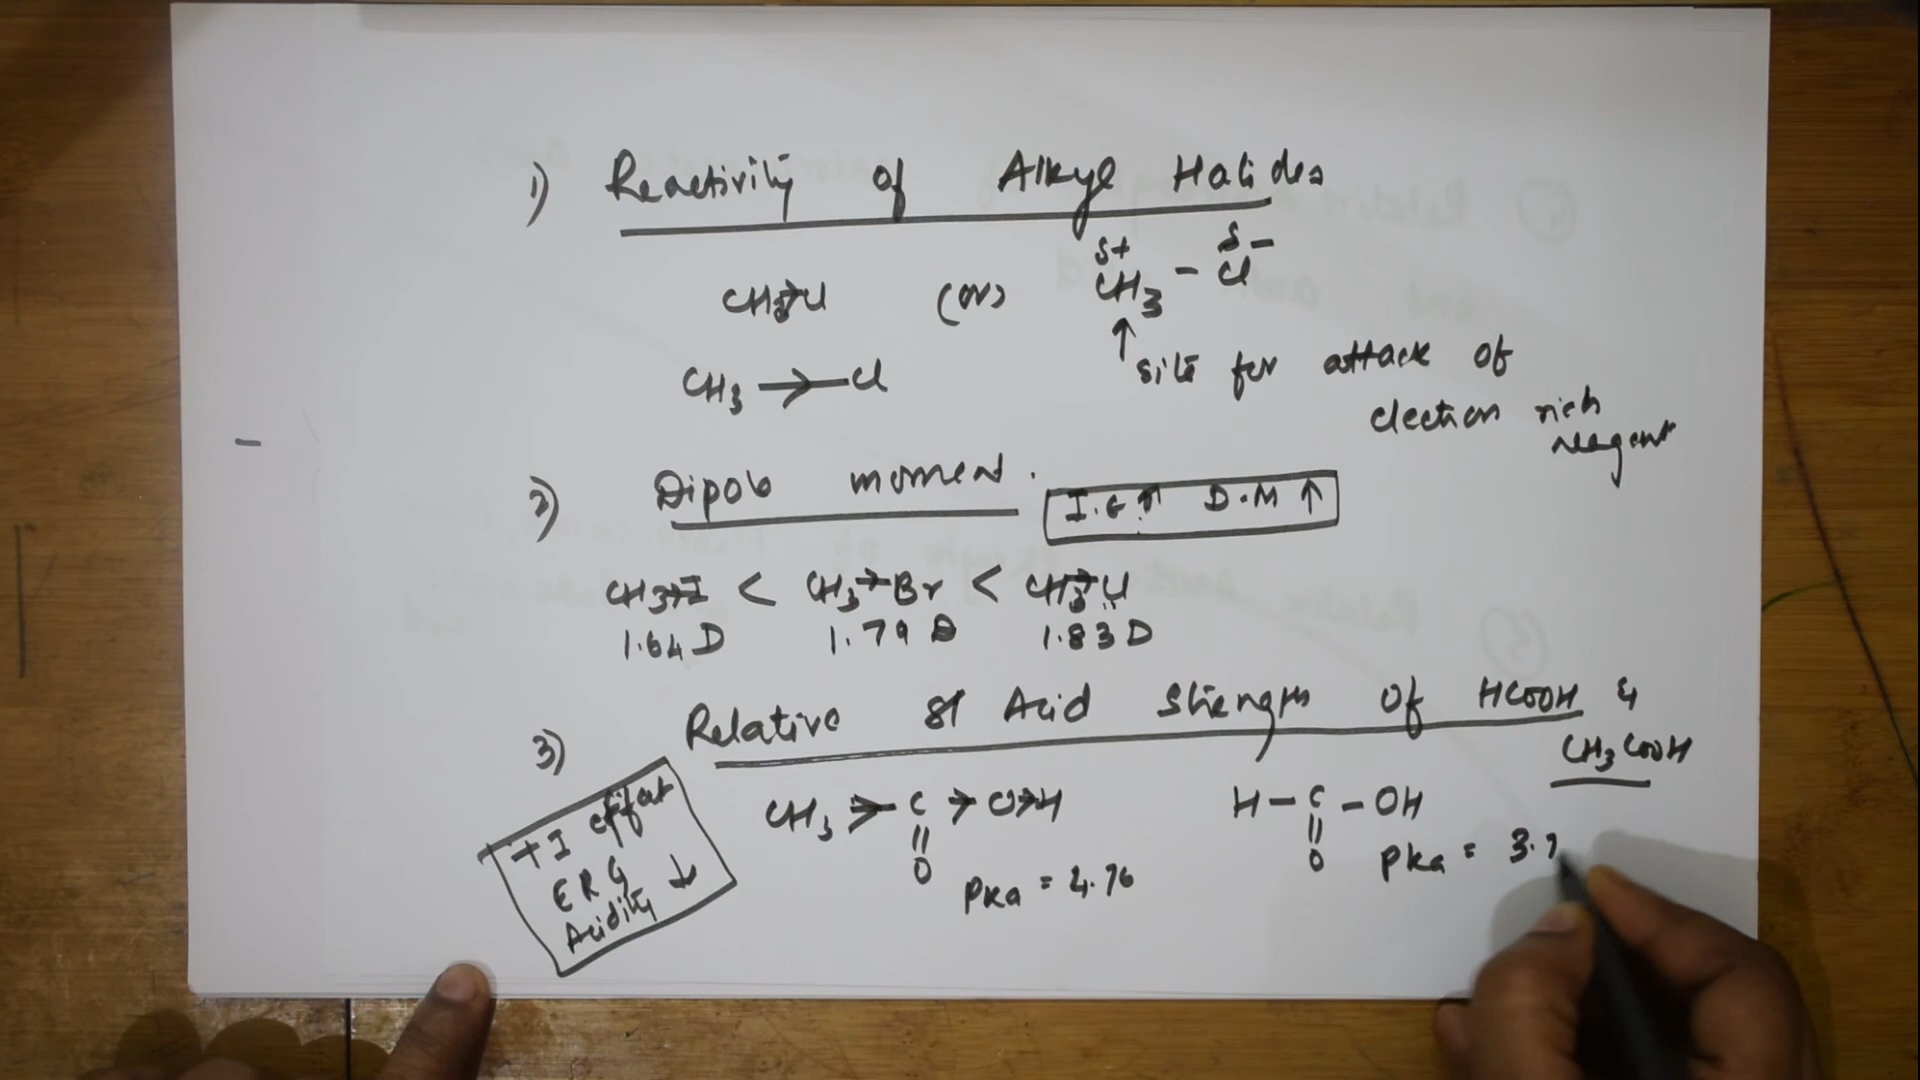 1) Reactivity of Alkyl Halides
CH3→Cl (or) δ+ δ-
CH3 - Cl
↑
CH3 → Cl
site for attack of
electron rich
reagent
2) Dipole moment.
I.E ↑ D.M ↑
CH3→I < CH3→Br < CH3→Cl
1.64 D 1.79 D 1.83 D
3) Relative Acid Strength of HCOOH &
CH3COOH
+I effect
ERG
Acidity ↓
CH3 → C → O→H
||
O
Pka = 4.76
H - C - OH
||
O
Pka = 3.7